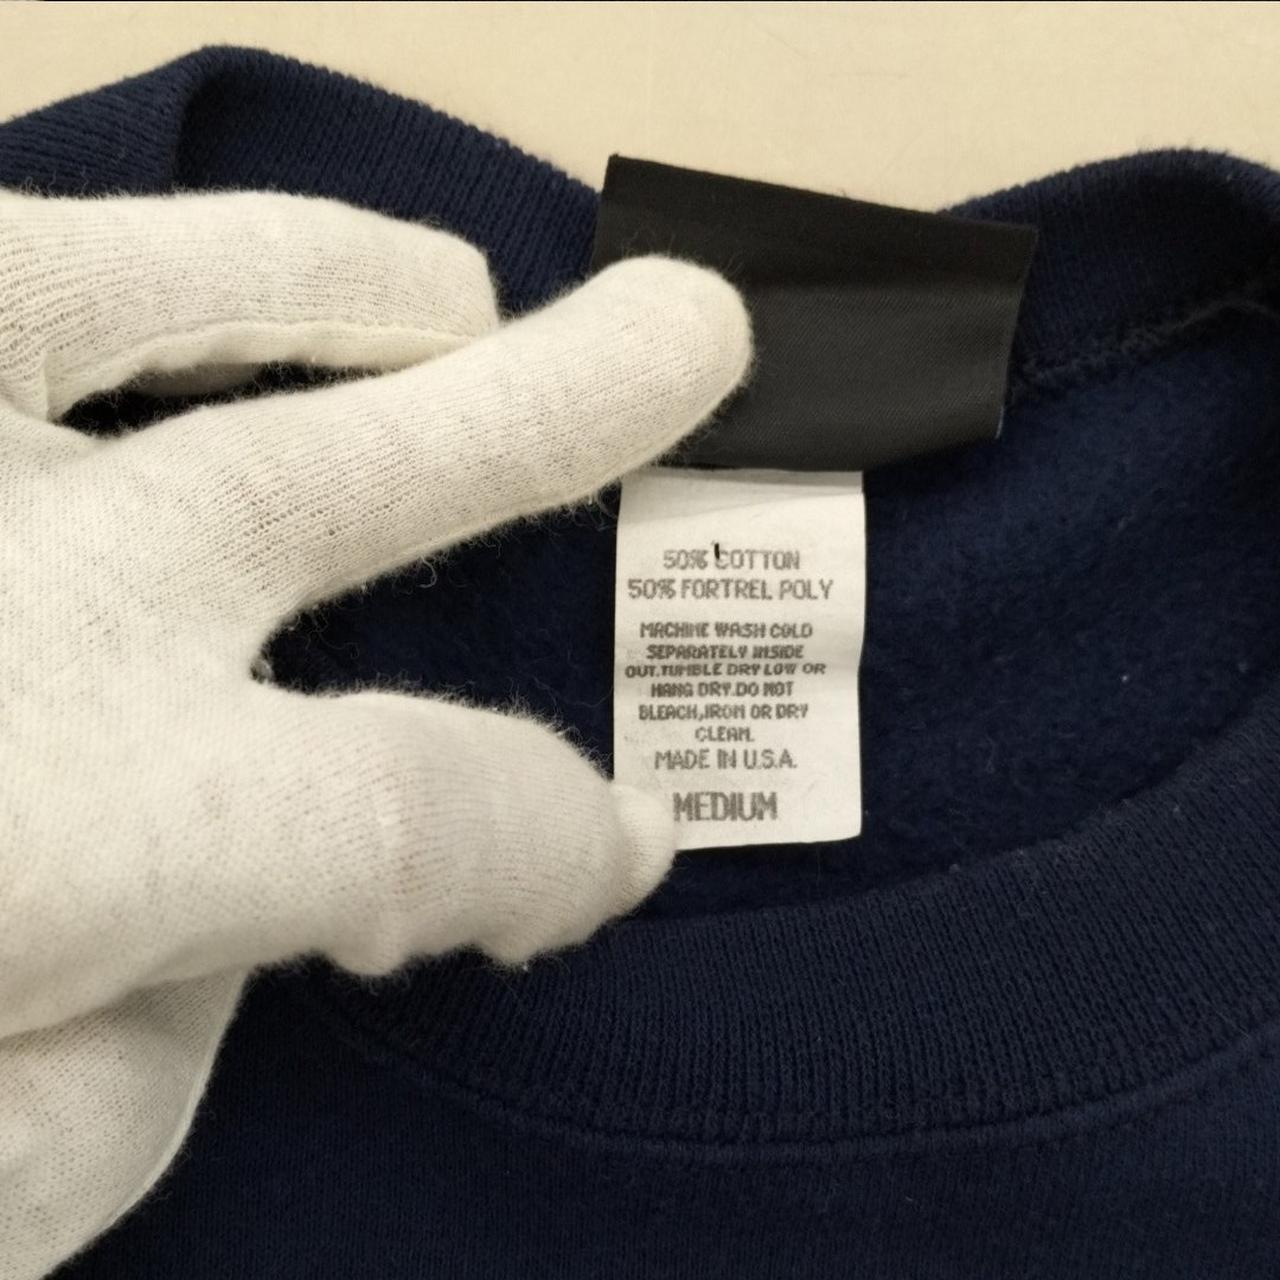 50% COTTON
50% FORTREL POLY
MACHINE WASH COLD
SEPARATELY INSIDE
OUT.TUMBLE DRY LOW OR
HANG DRY.DO NOT
BLEACH,IRON OR DRY
CLEAN.
MADE IN U.S.A.
MEDIUM